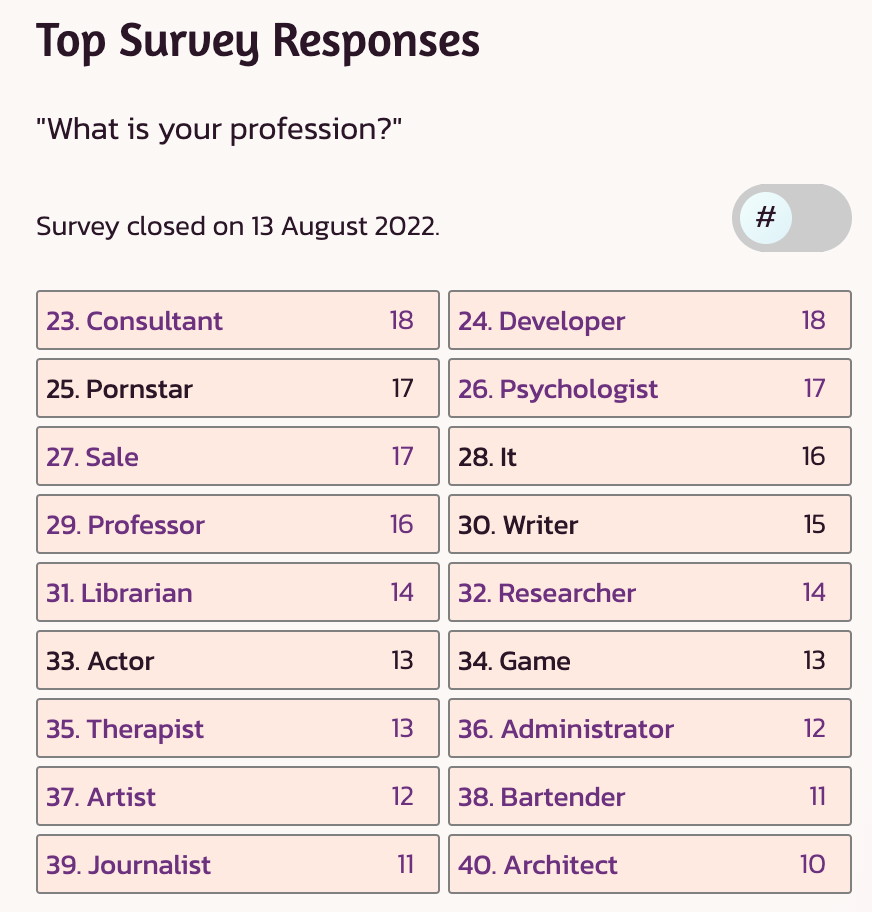 Top Survey Responses
"What is your profession?"
Survey closed on 13 August 2022.
#
23. Consultant 18
24. Developer 18
25. Pornstar 17
26. Psychologist 17
27. Sale 17
28. It 16
29. Professor 16
30. Writer 15
31. Librarian 14
32. Researcher 14
33. Actor 13
34. Game 13
35. Therapist 13
36. Administrator 12
37. Artist 12
38. Bartender 11
39. Journalist 11
40. Architect 10